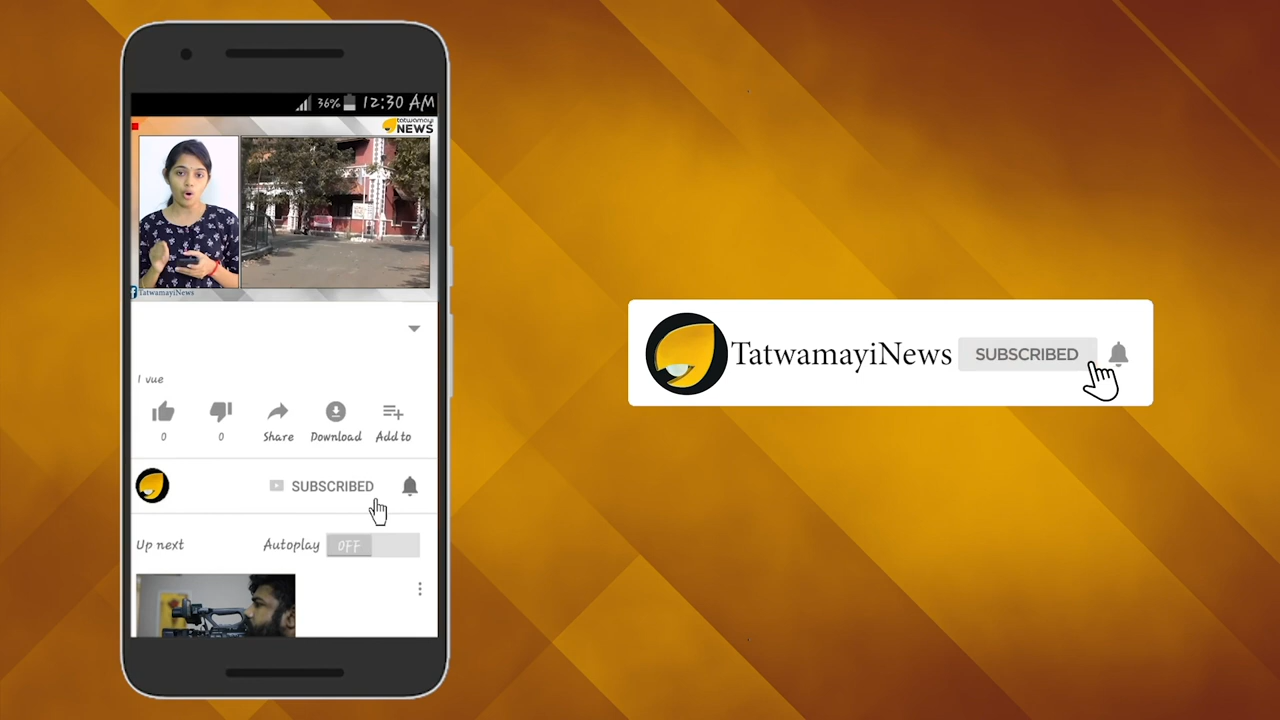 36% 12:30 AM
tatwamayi
NEWS
TatwamayiNews
1 vue
0 0 Share Download Add to
SUBSCRIBED
Up next Autoplay OFF
TatwamayiNews SUBSCRIBED